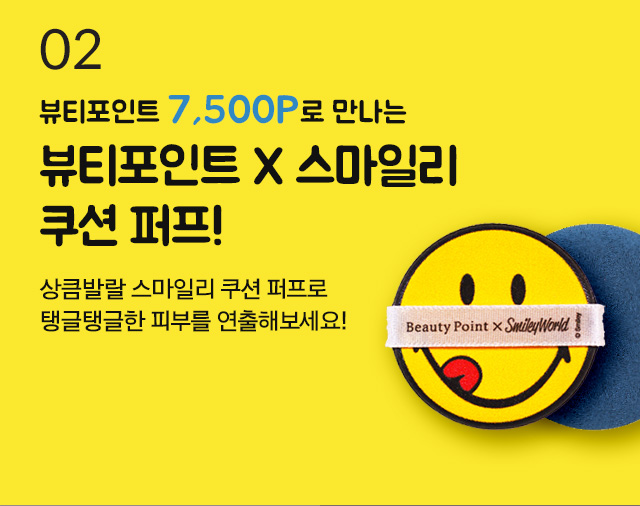 02
뷰티포인트 7,500P로 만나는
뷰티포인트 X 스마일리
쿠션 퍼프!
상큼발랄 스마일리 쿠션 퍼프로
탱글탱글한 피부를 연출해보세요!
Beauty Point × SmileyWorld
© Smiley